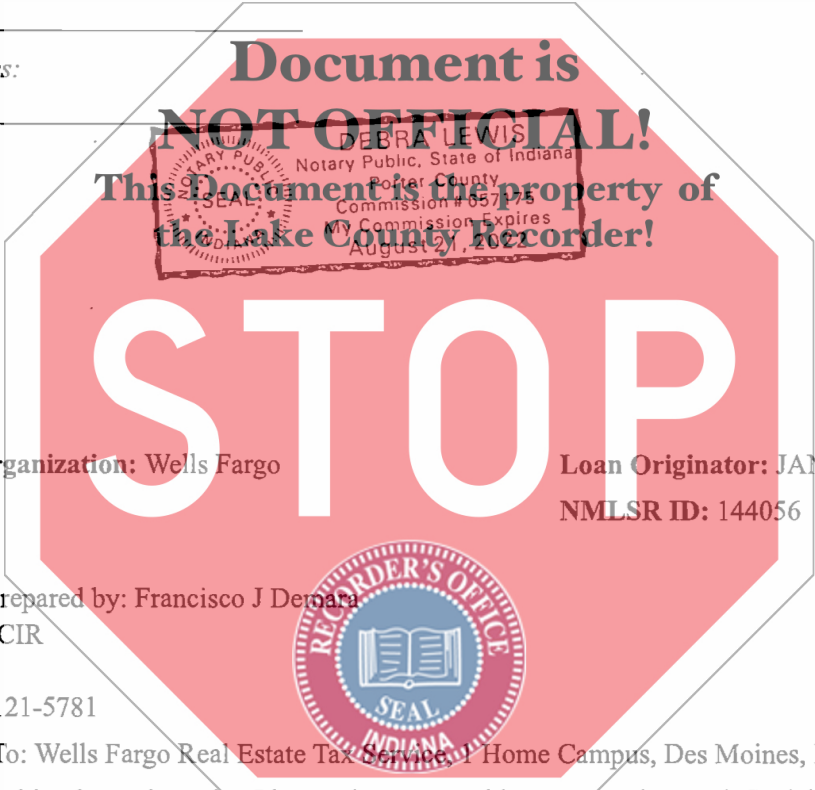 s:
Document is
NOT OFFICIAL!
This Document is the property of
the Lake County Recorder!
NOTARY PUBLIC
SEAL
INDIANA
DEBRA LEWIS
Notary Public, State of Indiana
Porter County
Commission # 657175
My Commission Expires
August 21, 2022
STOP
rganization: Wells Fargo
Loan Originator: JAN
NMLSR ID: 144056
repared by: Francisco J Demara
CIR
21-5781
RECORDER'S OFFICE
SEAL
INDIANA
To: Wells Fargo Real Estate Tax Service, 1 Home Campus, Des Moines,